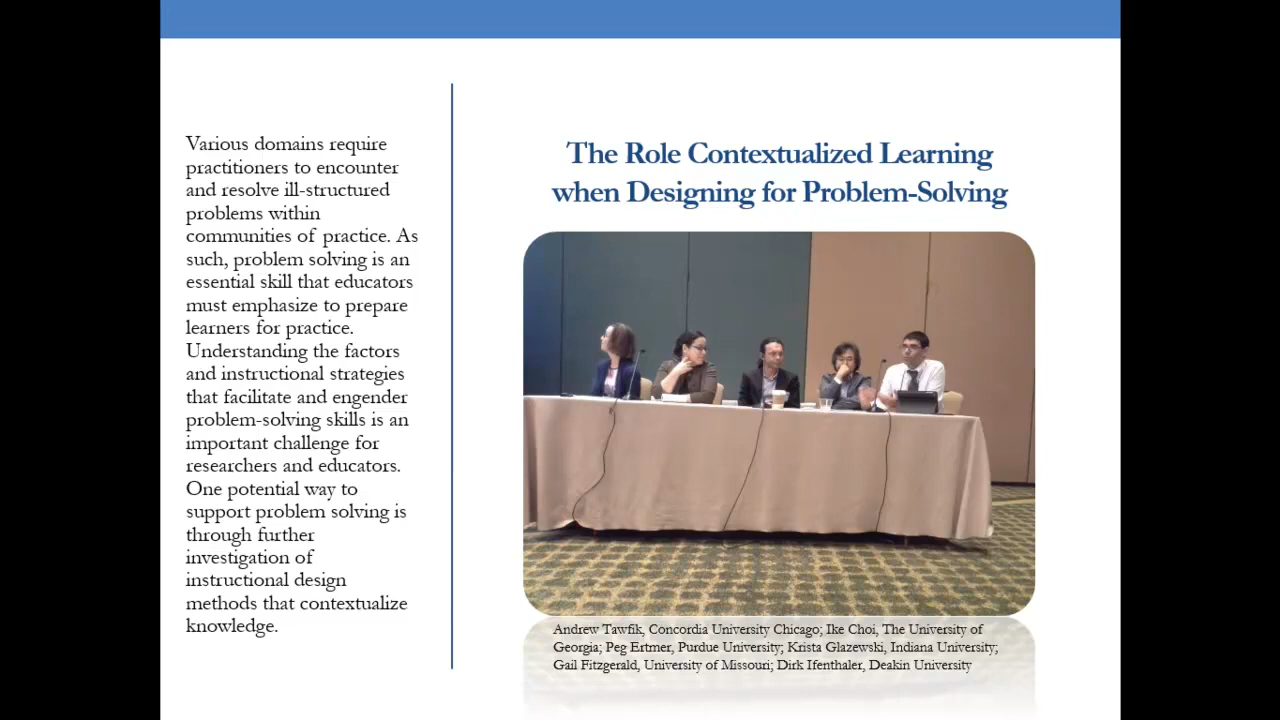 Various domains require
practitioners to encounter
and resolve ill-structured
problems within
communities of practice. As
such, problem solving is an
essential skill that educators
must emphasize to prepare
learners for practice.
Understanding the factors
and instructional strategies
that facilitate and engender
problem-solving skills is an
important challenge for
researchers and educators.
One potential way to
support problem solving is
through further
investigation of
instructional design
methods that contextualize
knowledge.
The Role Contextualized Learning
when Designing for Problem-Solving
Andrew Tawfik, Concordia University Chicago; Ike Choi, The University of
Georgia; Peg Ertmer, Purdue University; Krista Glazewski, Indiana University;
Gail Fitzgerald, University of Missouri; Dirk Ifenthaler, Deakin University